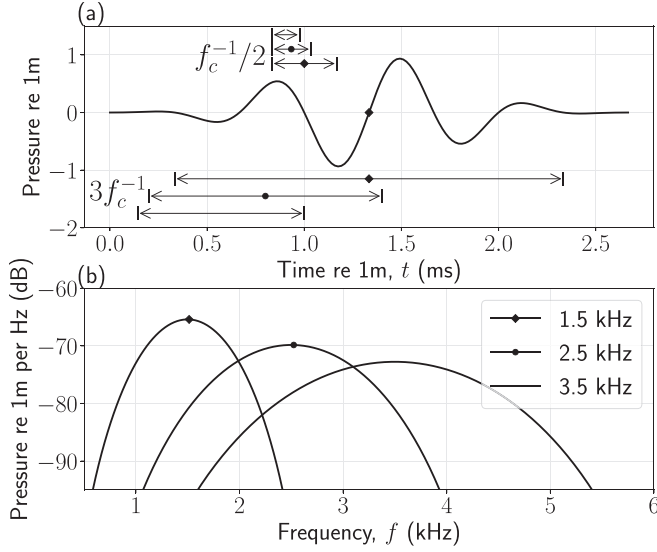 (a)
Pressure re 1m
1
0
−1
−2
f_c^{-1}/2
3f_c^{-1}
0.0 0.5 1.0 1.5 2.0 2.5
Time re 1m, t (ms)
(b)
Pressure re 1m per Hz (dB)
−60
−70
−80
−90
1.5 kHz
2.5 kHz
3.5 kHz
1 2 3 4 5 6
Frequency, f (kHz)